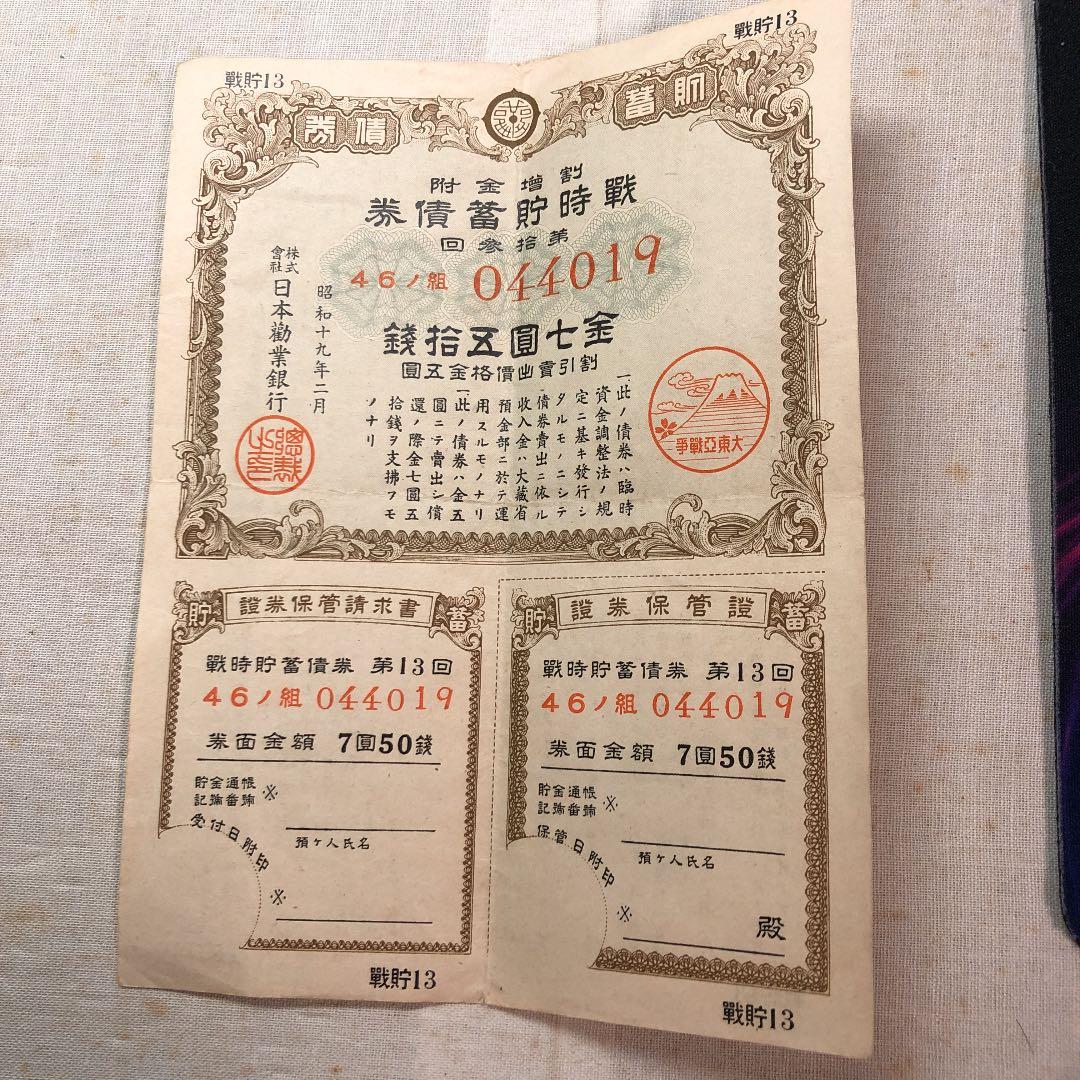 戰貯13
戰貯13
券債
蓄貯
附金增割
券債蓄貯時戰
回參拾第
46ノ組 044019
錢拾五圓七金
圓五金格價出賣引割
一此ノ債券ハ臨時
資金調整法ノ規
定ニ基キ發行シ
タルモノニシテ
債券賣出ニ依ル
收入金ハ大藏省
預金部ニ於テ運
用スルモノナリ
一此ノ債券ハ金五
圓ニテ賣出シ償
還ノ際金七圓五
拾錢ヲ支拂フモ
ノナリ
昭和十九年二月
株式會社日本勸業銀行
爭戰亞東大
貯 證券保管請求書 蓄
戰時貯蓄債券 第13回
46ノ組 044019
券面金額 7圓50錢
貯金通帳
記號番號 ※
受付日附印
預ケ人氏名
※
戰貯13
貯 證券保管證 蓄
戰時貯蓄債券 第13回
46ノ組 044019
券面金額 7圓50錢
貯金通帳
記號番號 ※
保管日附印
預ケ人氏名
※
殿
戰貯13